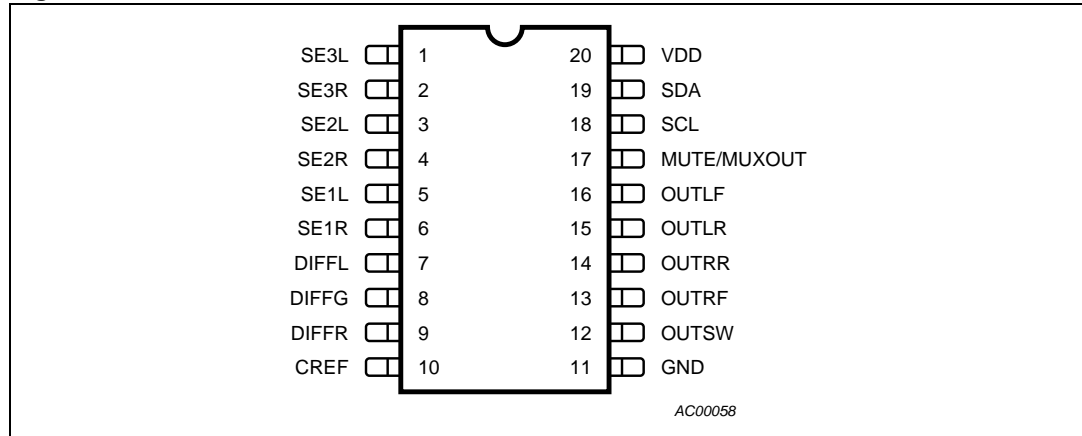 SE3L 1 20 VDD
SE3R 2 19 SDA
SE2L 3 18 SCL
SE2R 4 17 MUTE/MUXOUT
SE1L 5 16 OUTLF
SE1R 6 15 OUTLR
DIFFL 7 14 OUTRR
DIFFG 8 13 OUTRF
DIFFR 9 12 OUTSW
CREF 10 11 GND
AC00058